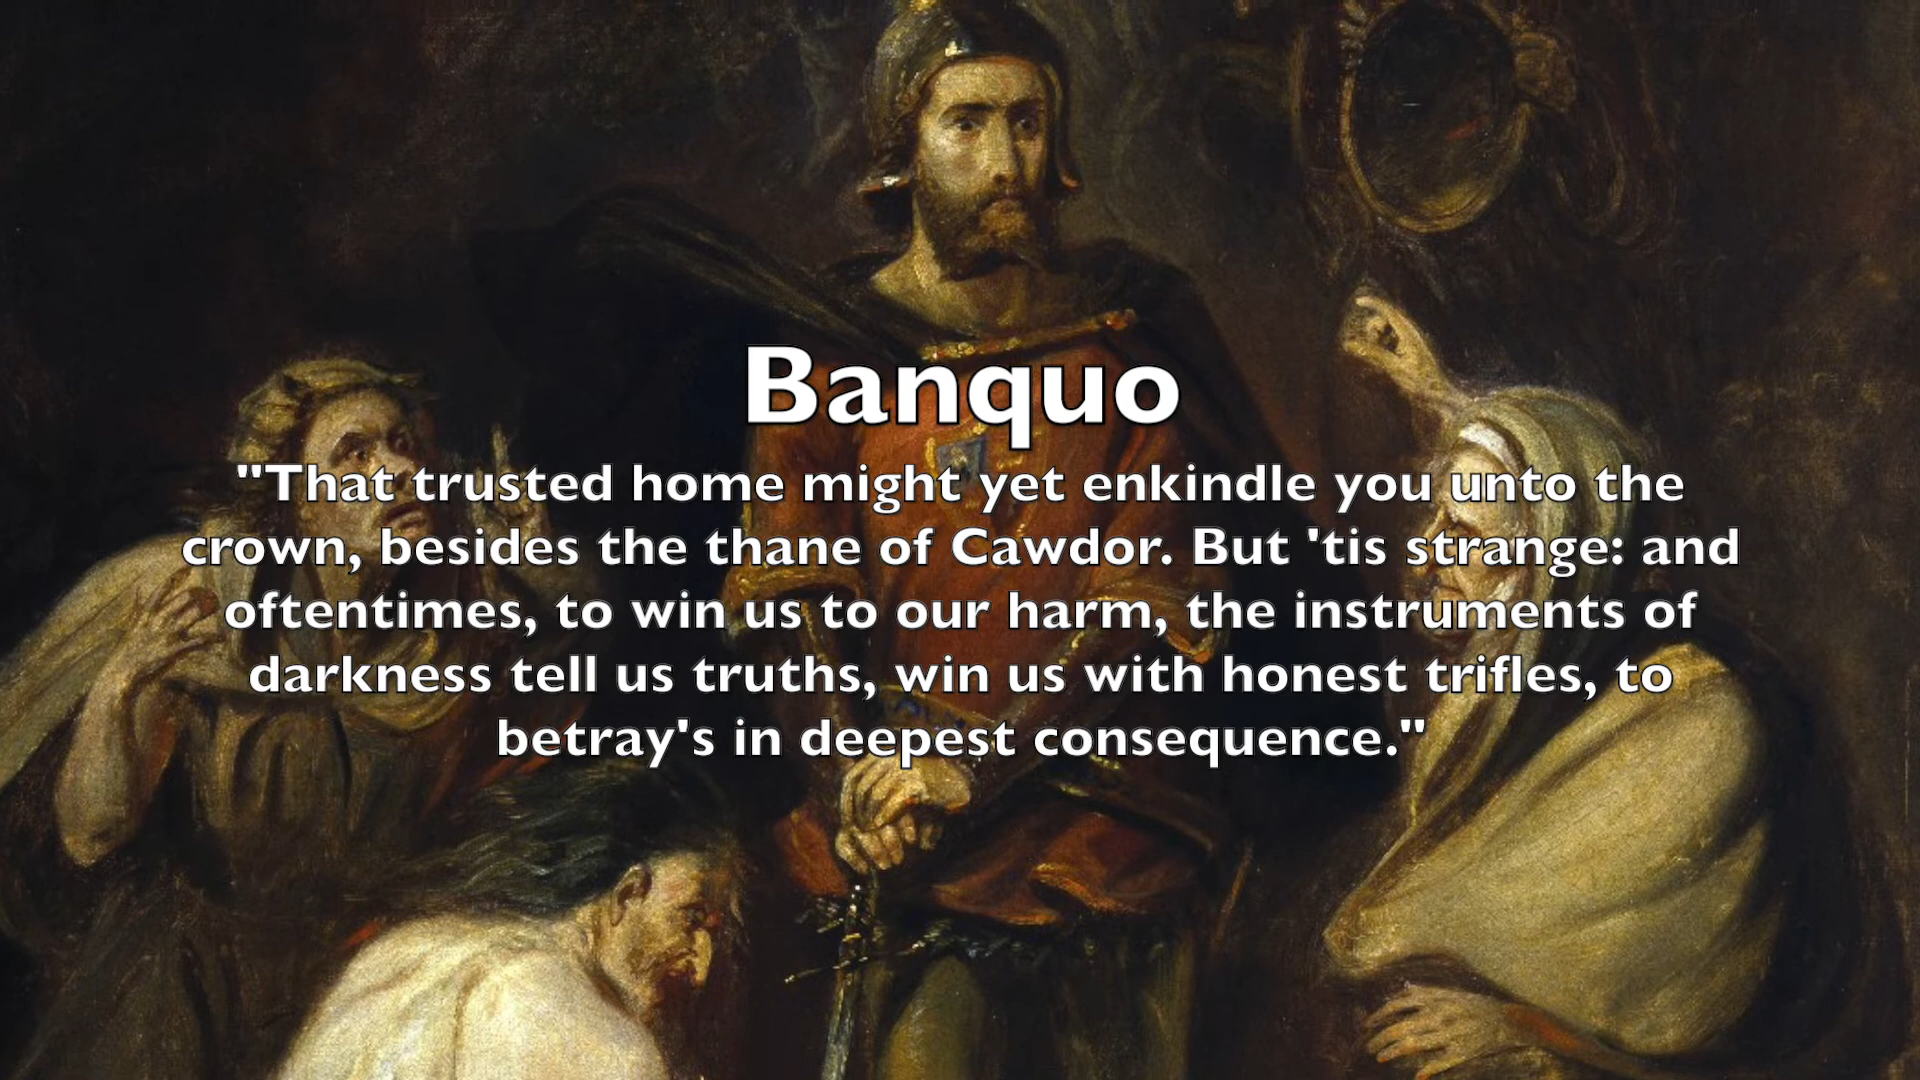 Banquo
"That trusted home might yet enkindle you unto the
crown, besides the thane of Cawdor. But 'tis strange: and
oftentimes, to win us to our harm, the instruments of
darkness tell us truths, win us with honest trifles, to
betray's in deepest consequence."